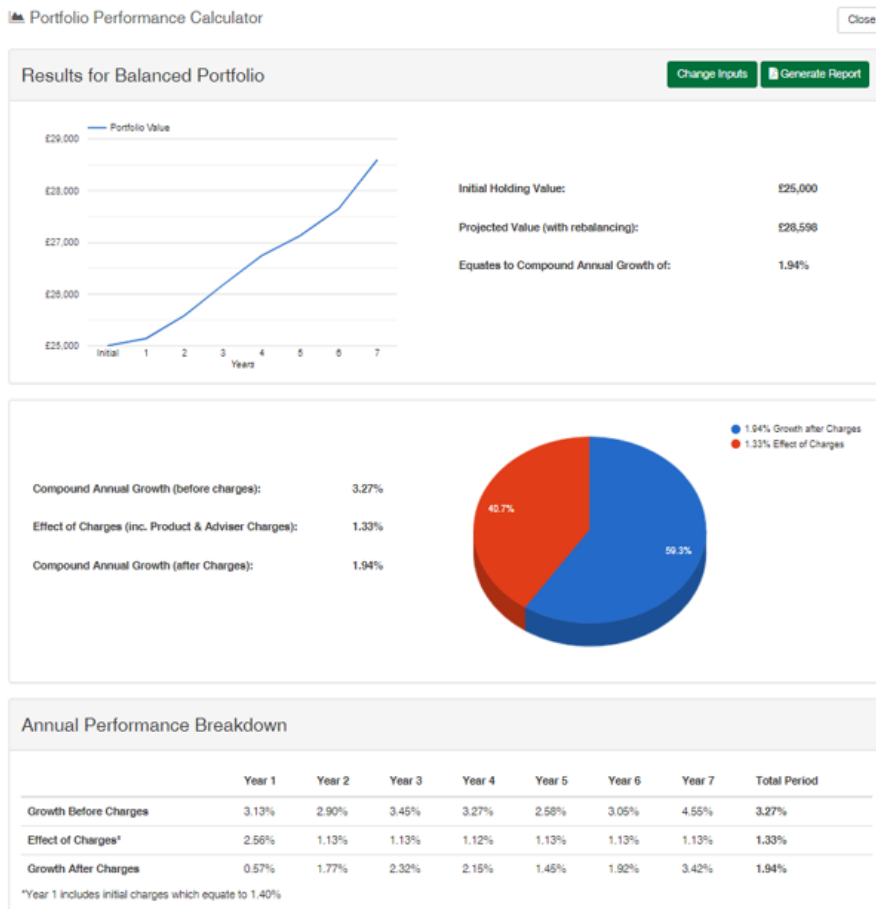 Portfolio Performance Calculator
Close
Results for Balanced Portfolio
Change Inputs
Generate Report
Portfolio Value
£29,000
£28,000
£27,000
£26,000
£25,000
Initial 1 2 3 4 5 6 7
Years
Initial Holding Value: £25,000
Projected Value (with rebalancing): £28,598
Equates to Compound Annual Growth of: 1.94%
Compound Annual Growth (before charges): 3.27%
Effect of Charges (inc. Product & Adviser Charges): 1.33%
Compound Annual Growth (after Charges): 1.94%
1.94% Growth after Charges
1.33% Effect of Charges
40.7%
59.3%
Annual Performance Breakdown
Year 1 Year 2 Year 3 Year 4 Year 5 Year 6 Year 7 Total Period
Growth Before Charges 3.13% 2.90% 3.45% 3.27% 2.58% 3.05% 4.55% 3.27%
Effect of Charges* 2.56% 1.13% 1.13% 1.12% 1.13% 1.13% 1.13% 1.33%
Growth After Charges 0.57% 1.77% 2.32% 2.15% 1.45% 1.92% 3.42% 1.94%
*Year 1 includes initial charges which equate to 1.40%